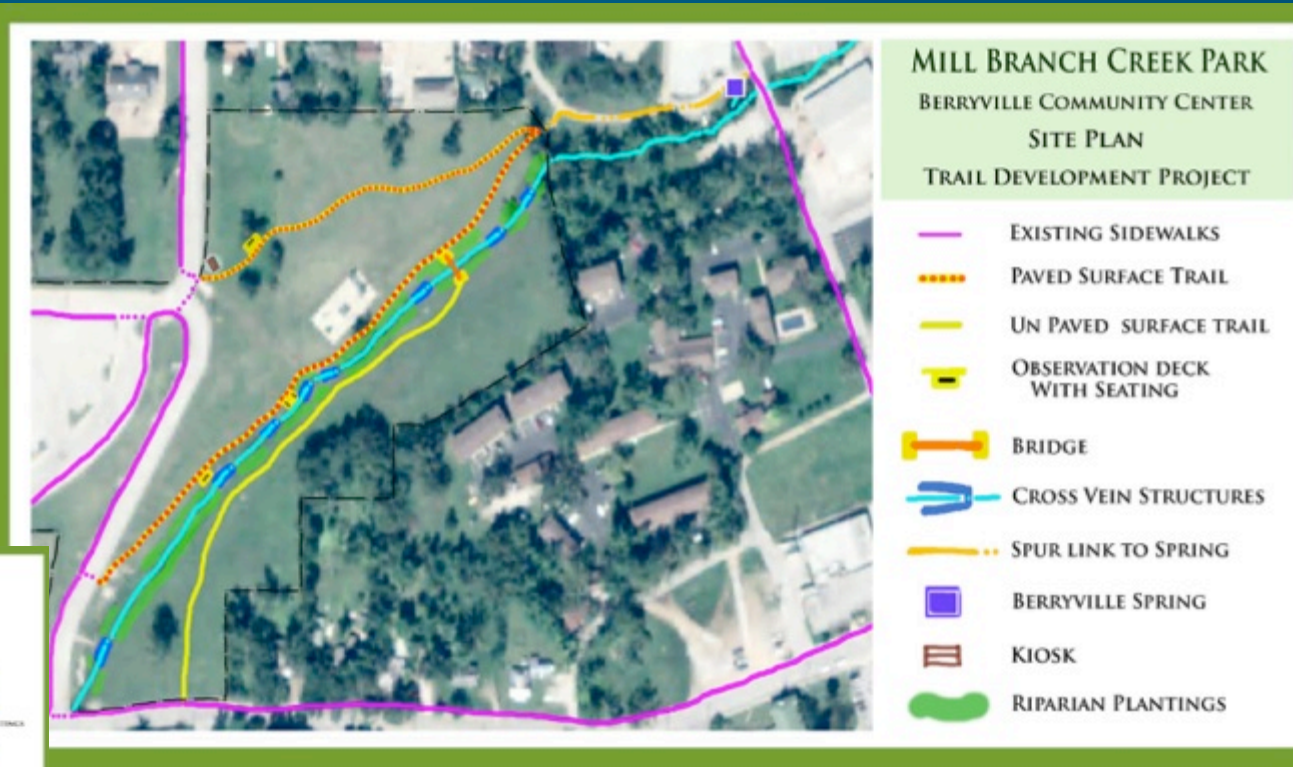 MILL BRANCH CREEK PARK
BERRYVILLE COMMUNITY CENTER
SITE PLAN
TRAIL DEVELOPMENT PROJECT
EXISTING SIDEWALKS
PAVED SURFACE TRAIL
UN PAVED SURFACE TRAIL
OBSERVATION DECK
WITH SEATING
BRIDGE
CROSS VEIN STRUCTURES
SPUR LINK TO SPRING
BERRYVILLE SPRING
KIOSK
RIPARIAN PLANTINGS